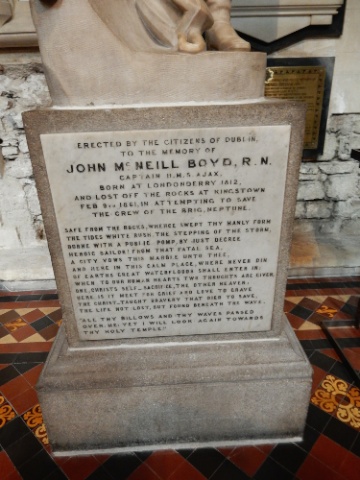 ERECTED BY THE CITIZENS OF DUBLIN,
TO THE MEMORY OF
JOHN McNEILL BOYD, R.N.
CAPTAIN H.M.S. AJAX,
BORN AT LONDONDERRY 1812,
AND LOST OFF THE ROCKS AT KINGSTOWN
FEB 9TH 1861, IN ATTEMPTING TO SAVE
THE CREW OF THE BRIG, NEPTUNE.
SAFE FROM THE ROCKS, WHENCE SWEPT THY MANLY FORM
THE TIDES WHITE RUSH THE STEPPING OF THE STORM,
BORNE WITH A PUBLIC POMP, BY JUST DECREE
HEROIC SAILOR! FROM THAT FATAL SEA,
A CITY VOWS THIS MARBLE UNTO THEE.
AND HERE IN THIS CALM PLACE, WHERE NEVER DIN
OF EARTHS GREAT WATERFLOODS SHALL ENTER IN;
WHEN TO OUR HUMAN HEARTS TWO THOUGHTS ARE GIVEN,
ONE, CHRIST'S SELF-SACRIFICE, THE OTHER HEAVEN.
HERE IS IT MEET FOR GRIEF AND LOVE TO GRAVE
THE CHRIST-TAUGHT BRAVERY THAT DIED TO SAVE,
THE LIFE NOT LOST, BUT FOUND BENEATH THE WAVE.
"ALL THY BILLOWS AND THY WAVES PASSED
OVER ME, YET I WILL LOOK AGAIN TOWARDS
THY HOLY TEMPLE."